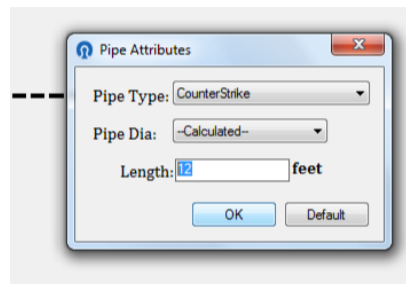 Pipe Attributes
Pipe Type: CounterStrike
Pipe Dia: --Calculated--
Length: 12 feet
OK Default